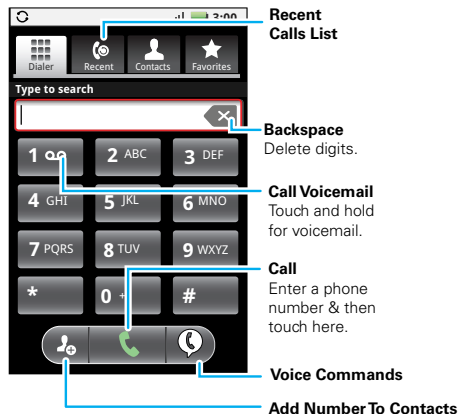 3:00
Recent
Calls List
Dialer
Recent
Contacts
Favorites
Type to search
Backspace
Delete digits.
1
2 ABC
3 DEF
Call Voicemail
Touch and hold
for voicemail.
4 GHI
5 JKL
6 MNO
7 PQRS
8 TUV
9 WXYZ
Call
Enter a phone
number & then
touch here.
*
0 +
#
Voice Commands
Add Number To Contacts